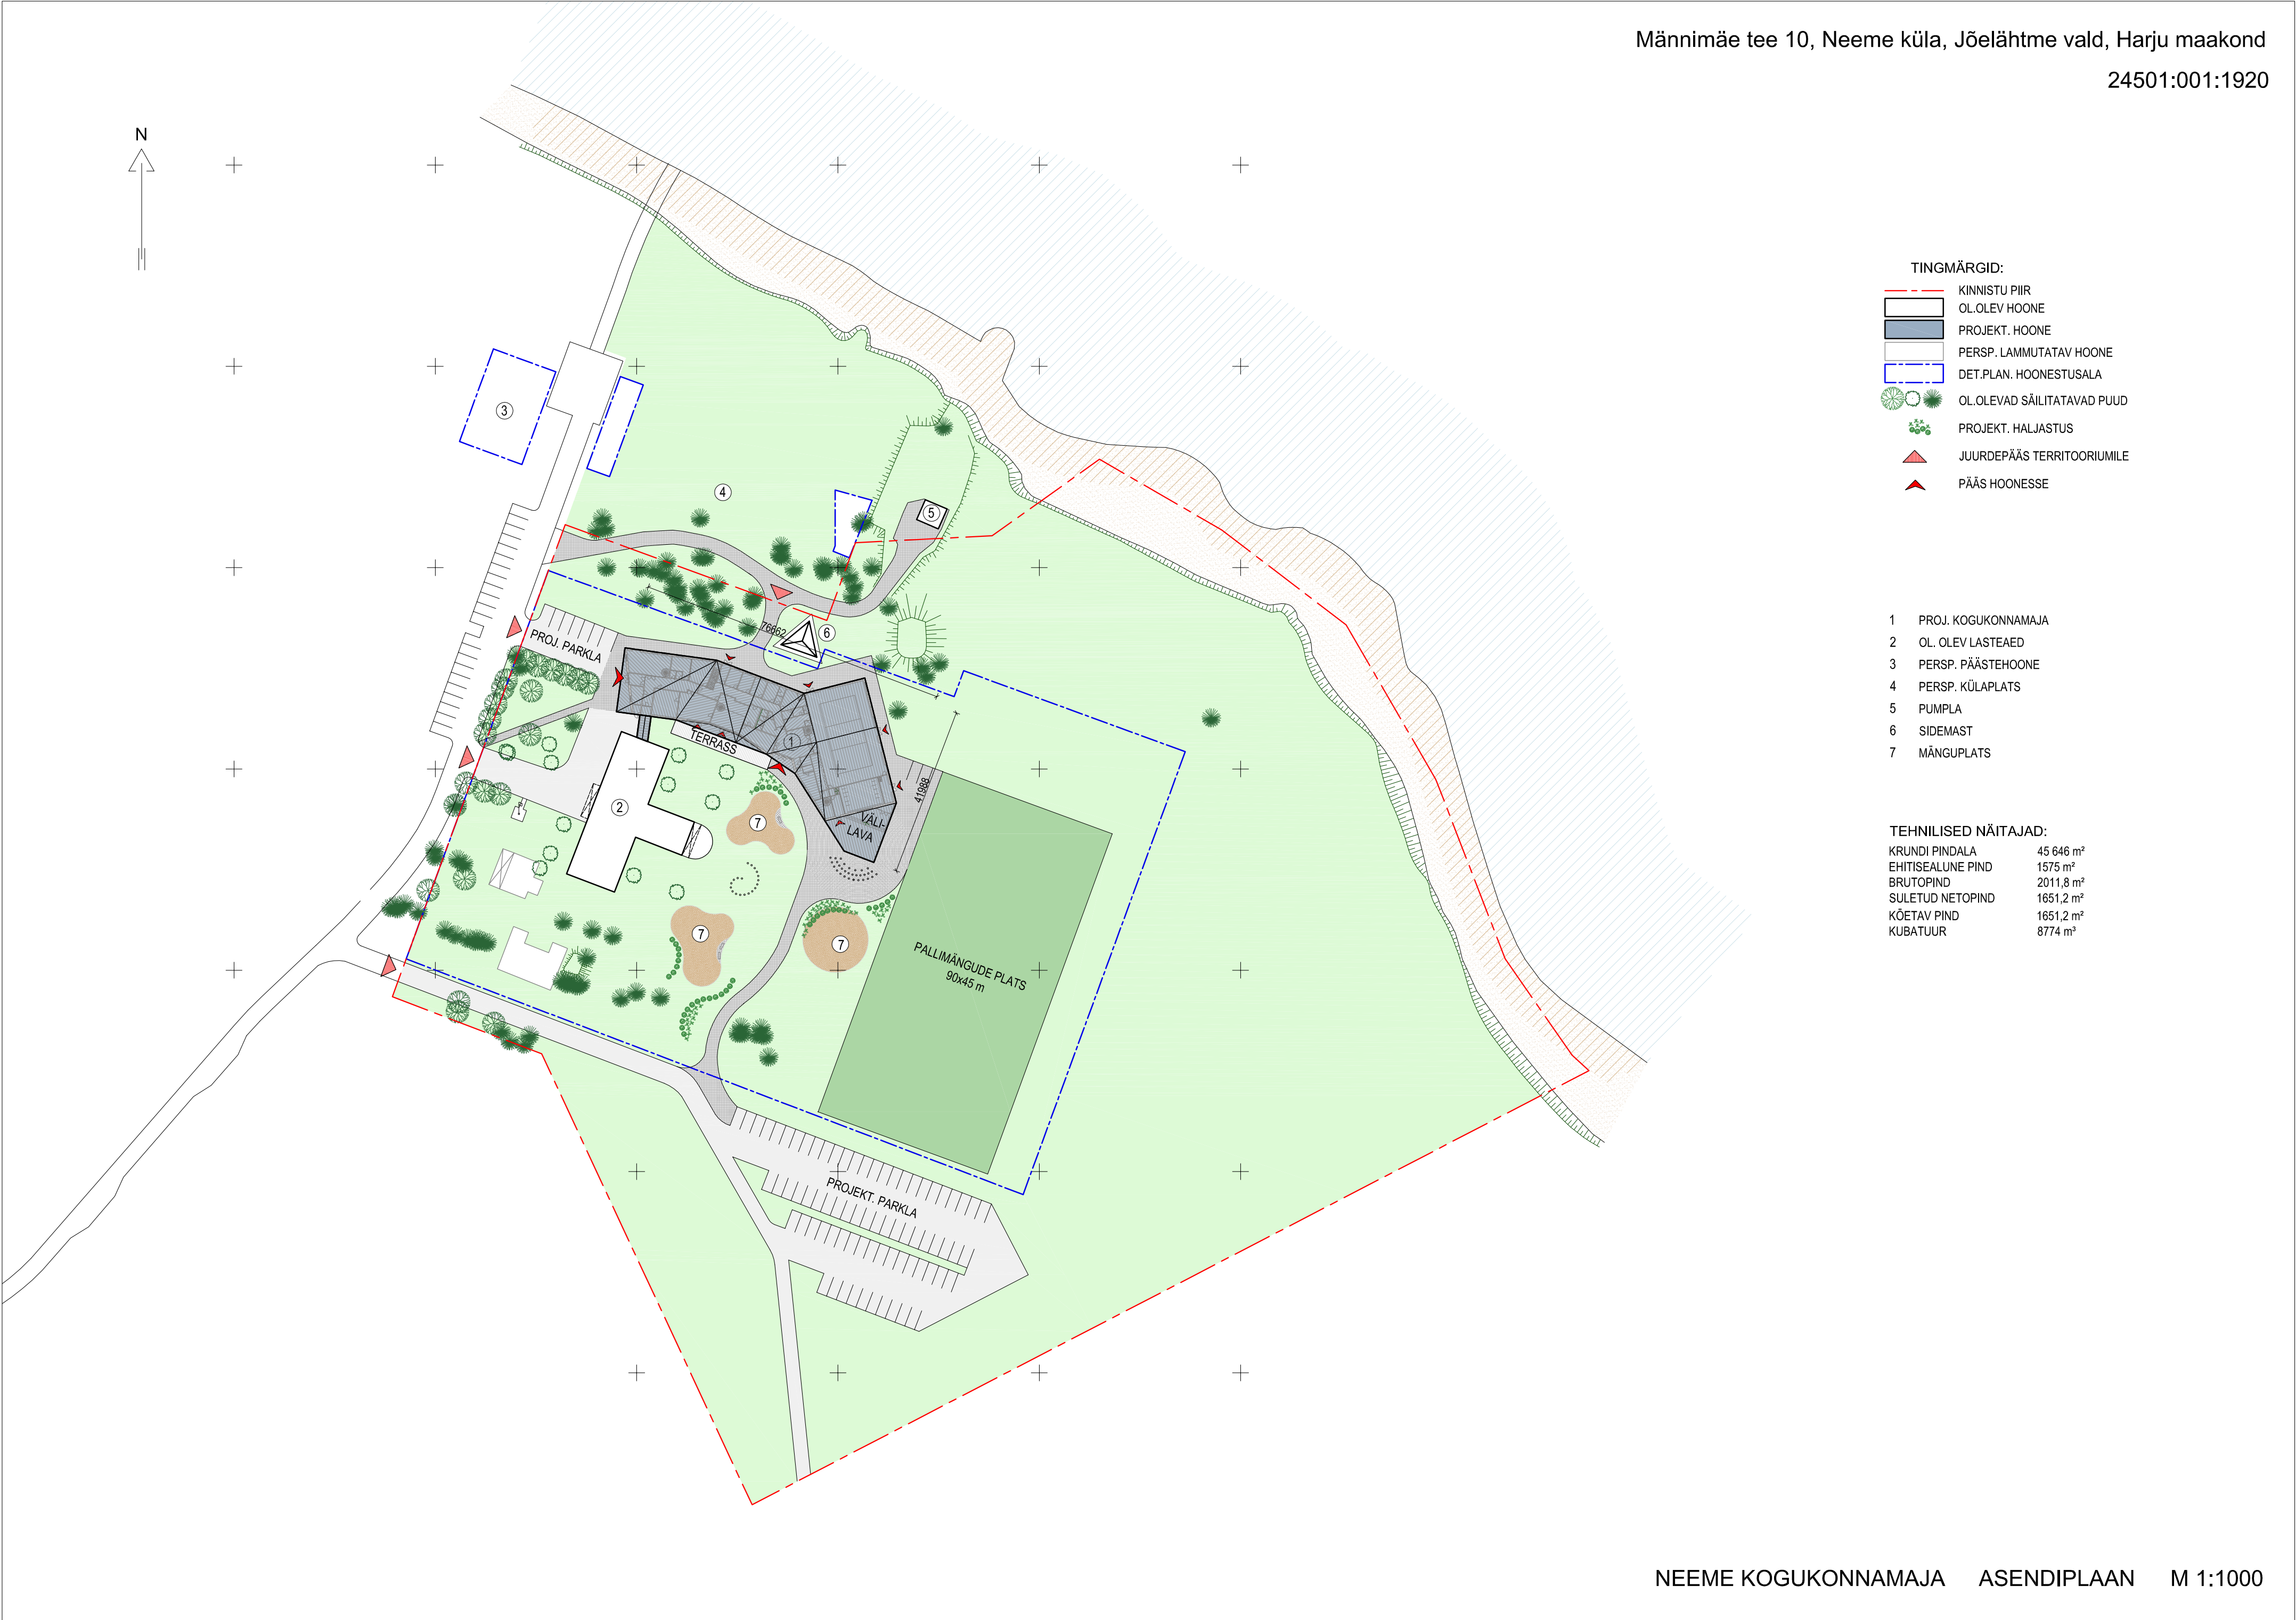 Männimäe tee 10, Neeme küla, Jõelähtme vald, Harju maakond
24501:001:1920
N
TINGMÄRGID:
KINNISTU PIIR
OL.OLEV HOONE
PROJEKT. HOONE
PERSP. LAMMUTATAV HOONE
DET.PLAN. HOONESTUSALA
OL.OLEVAD SÄILITATAVAD PUUD
PROJEKT. HALJASTUS
JUURDEPÄÄS TERRITOORIUMILE
PÄÄS HOONESSE
3
4
5
76662
6
PROJ. PARKLA
TERRASS
1
41988
2
7
VÄLI-
LAVA
7
7
PALLIMÄNGUDE PLATS
90x45 m
PROJEKT. PARKLA
1 PROJ. KOGUKONNAMAJA
2 OL. OLEV LASTEAED
3 PERSP. PÄÄSTEHOONE
4 PERSP. KÜLAPLATS
5 PUMPLA
6 SIDEMAST
7 MÄNGUPLATS
TEHNILISED NÄITAJAD:
KRUNDI PINDALA 45 646 m²
EHITISEALUNE PIND 1575 m²
BRUTOPIND 2011,8 m²
SULETUD NETOPIND 1651,2 m²
KÖETAV PIND 1651,2 m²
KUBATUUR 8774 m³
NEEME KOGUKONNAMAJA ASENDIPLAAN M 1:1000